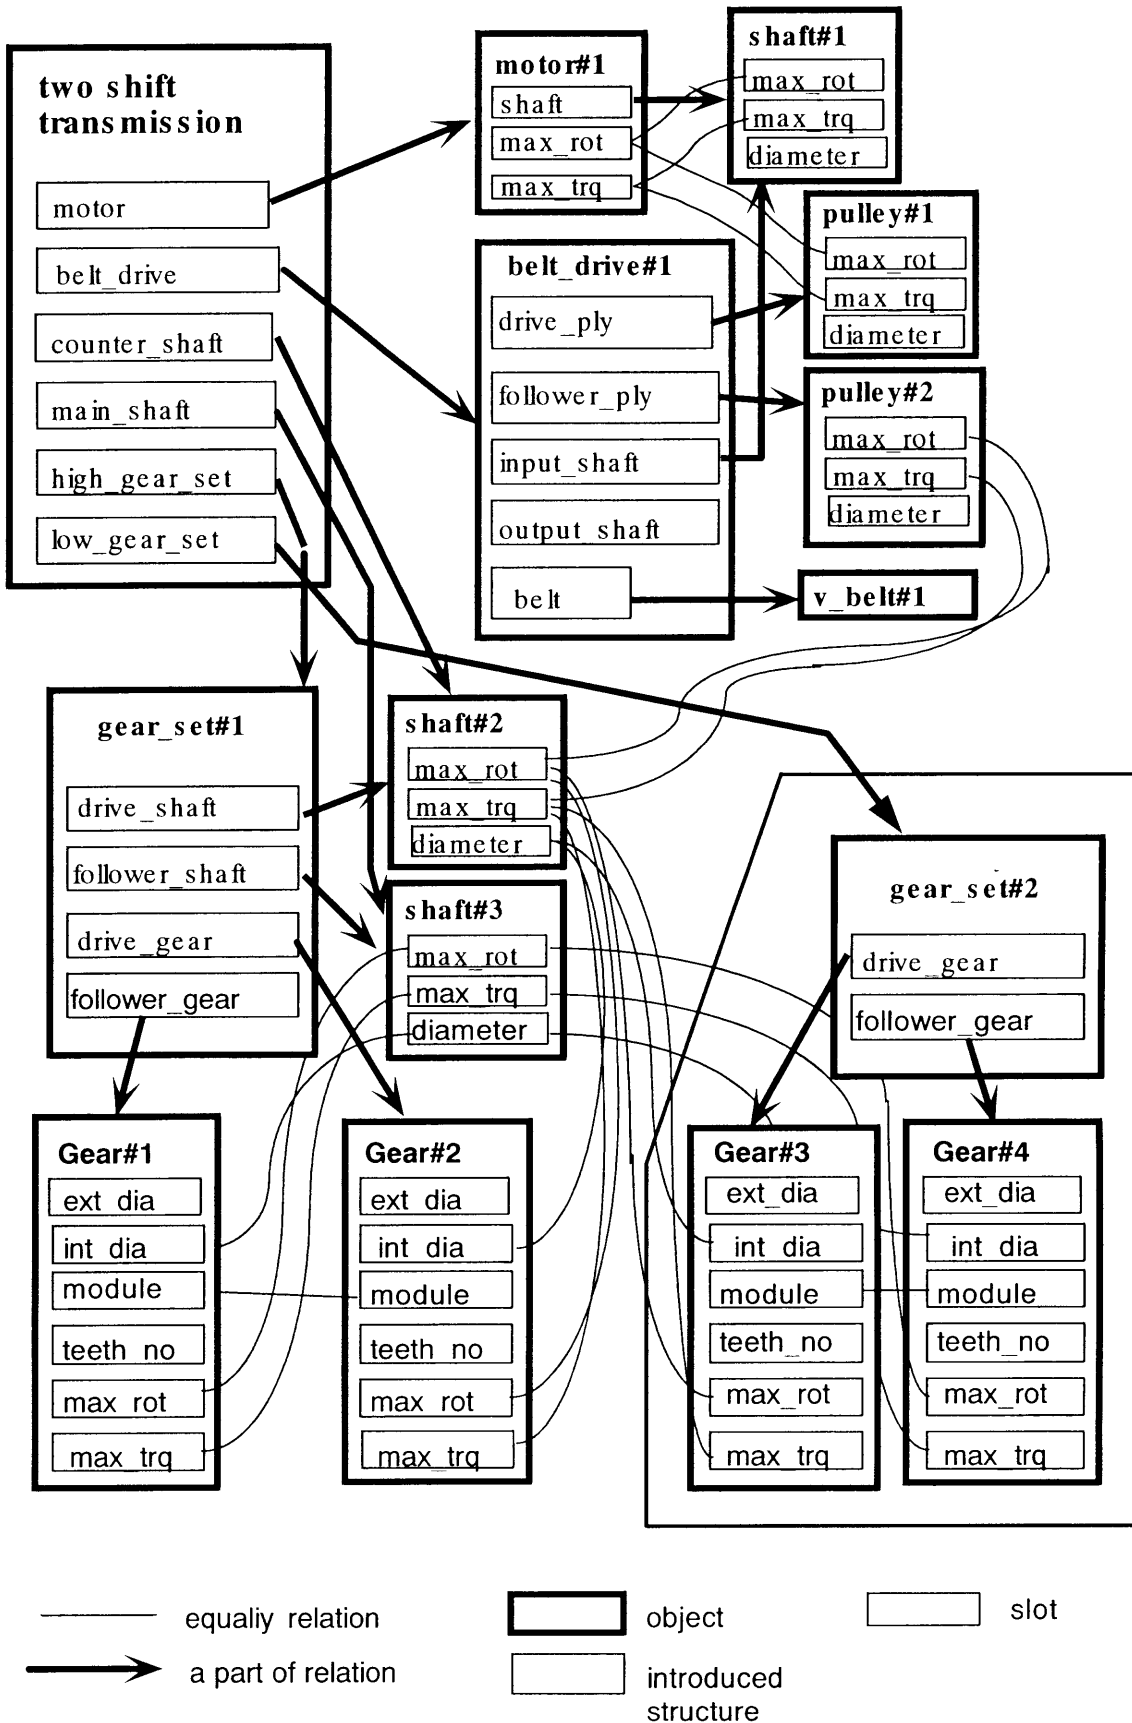 two shift
transmission
motor
belt_drive
counter_shaft
main_shaft
high_gear_set
low_gear_set
motor#1
shaft
max_rot
max_trq
shaft#1
max_rot
max_trq
diameter
belt_drive#1
drive_ply
follower_ply
input_shaft
output_shaft
belt
pulley#1
max_rot
max_trq
diameter
pulley#2
max_rot
max_trq
diameter
v_belt#1
gear_set#1
drive_shaft
follower_shaft
drive_gear
follower_gear
shaft#2
max_rot
max_trq
diameter
shaft#3
max_rot
max_trq
diameter
gear_set#2
drive_gear
follower_gear
Gear#1
ext_dia
int_dia
module
teeth_no
max_rot
max_trq
Gear#2
ext_dia
int_dia
module
teeth_no
max_rot
max_trq
Gear#3
ext_dia
int_dia
module
teeth_no
max_rot
max_trq
Gear#4
ext_dia
int_dia
module
teeth_no
max_rot
max_trq
equaliy relation
object
slot
a part of relation
introduced
structure